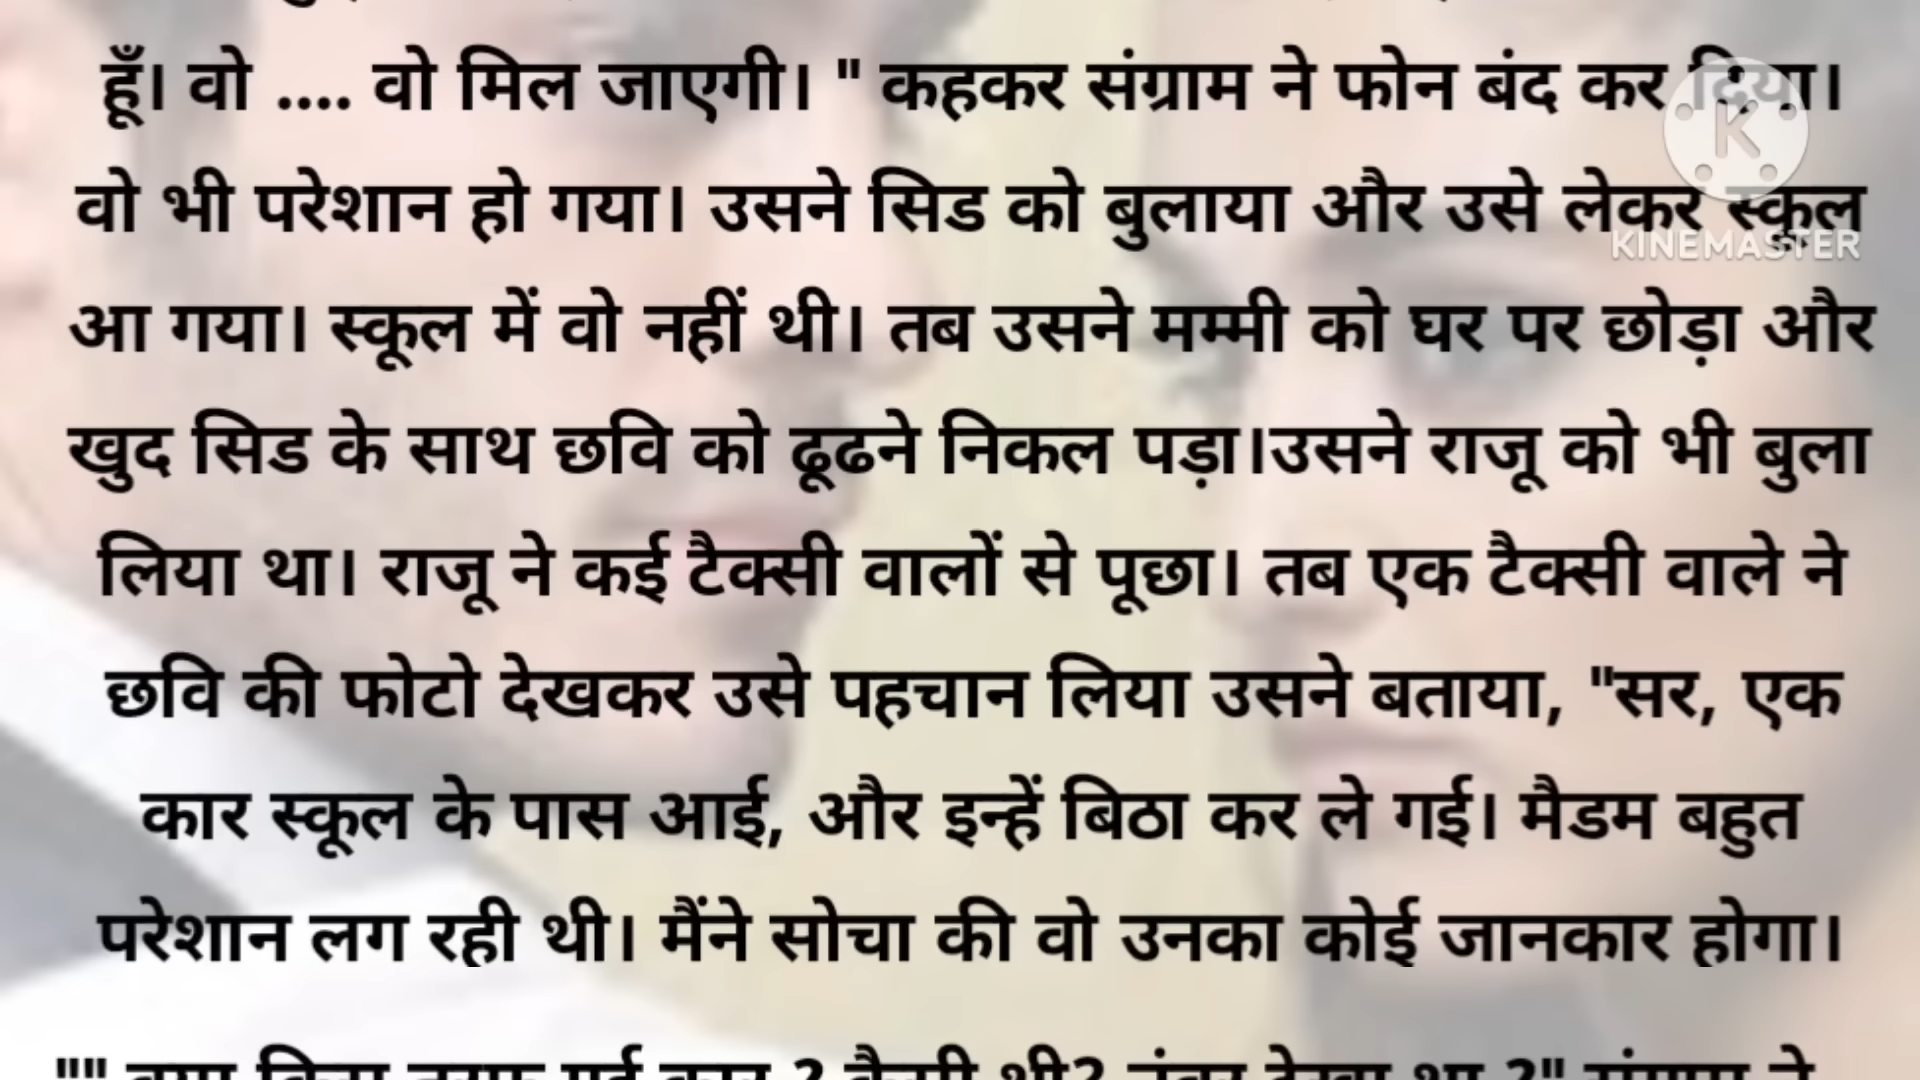 हूँ। वो .... वो मिल जाएगी। " कहकर संग्राम ने फोन बंद कर दिया।
वो भी परेशान हो गया। उसने सिड को बुलाया और उसे लेकर स्कूल
KINEMASTER
आ गया। स्कूल में वो नहीं थी। तब उसने मम्मी को घर पर छोड़ा और
खुद सिड के साथ छवि को ढूढने निकल पड़ा।उसने राजू को भी बुला
लिया था। राजू ने कई टैक्सी वालों से पूछा। तब एक टैक्सी वाले ने
छवि की फोटो देखकर उसे पहचान लिया उसने बताया, "सर, एक
कार स्कूल के पास आई, और इन्हें बिठा कर ले गई। मैडम बहुत
परेशान लग रही थी। मैंने सोचा की वो उनका कोई जानकार होगा।